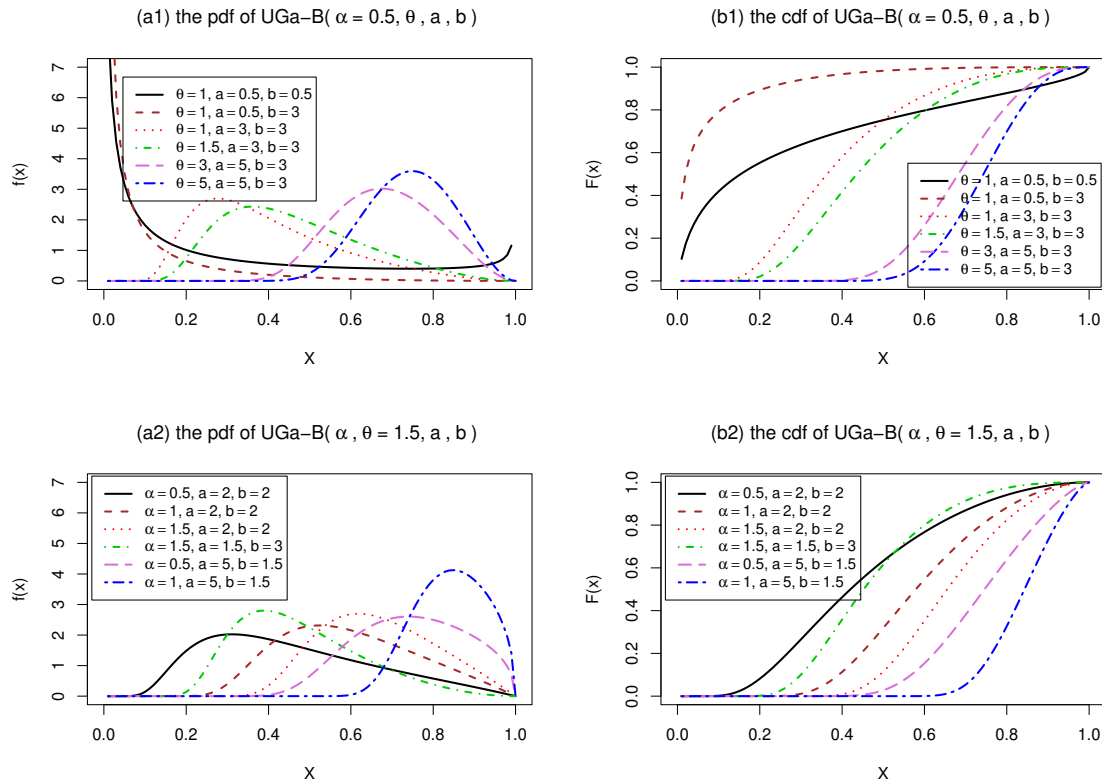 (a1) the pdf of UGa−B( α = 0.5, θ , a , b )
f(x)
7
6
5
4
3
2
1
0
θ = 1, a = 0.5, b = 0.5
θ = 1, a = 0.5, b = 3
θ = 1, a = 3, b = 3
θ = 1.5, a = 3, b = 3
θ = 3, a = 5, b = 3
θ = 5, a = 5, b = 3
0.0 0.2 0.4 0.6 0.8 1.0
X
(b1) the cdf of UGa−B( α = 0.5, θ , a , b )
F(x)
1.0
0.8
0.6
0.4
0.2
0.0
θ = 1, a = 0.5, b = 0.5
θ = 1, a = 0.5, b = 3
θ = 1, a = 3, b = 3
θ = 1.5, a = 3, b = 3
θ = 3, a = 5, b = 3
θ = 5, a = 5, b = 3
0.0 0.2 0.4 0.6 0.8 1.0
X
(a2) the pdf of UGa−B( α , θ = 1.5, a , b )
f(x)
7
6
5
4
3
2
1
0
α = 0.5, a = 2, b = 2
α = 1, a = 2, b = 2
α = 1.5, a = 2, b = 2
α = 1.5, a = 1.5, b = 3
α = 0.5, a = 5, b = 1.5
α = 1, a = 5, b = 1.5
0.0 0.2 0.4 0.6 0.8 1.0
X
(b2) the cdf of UGa−B( α , θ = 1.5, a , b )
F(x)
1.0
0.8
0.6
0.4
0.2
0.0
α = 0.5, a = 2, b = 2
α = 1, a = 2, b = 2
α = 1.5, a = 2, b = 2
α = 1.5, a = 1.5, b = 3
α = 0.5, a = 5, b = 1.5
α = 1, a = 5, b = 1.5
0.0 0.2 0.4 0.6 0.8 1.0
X